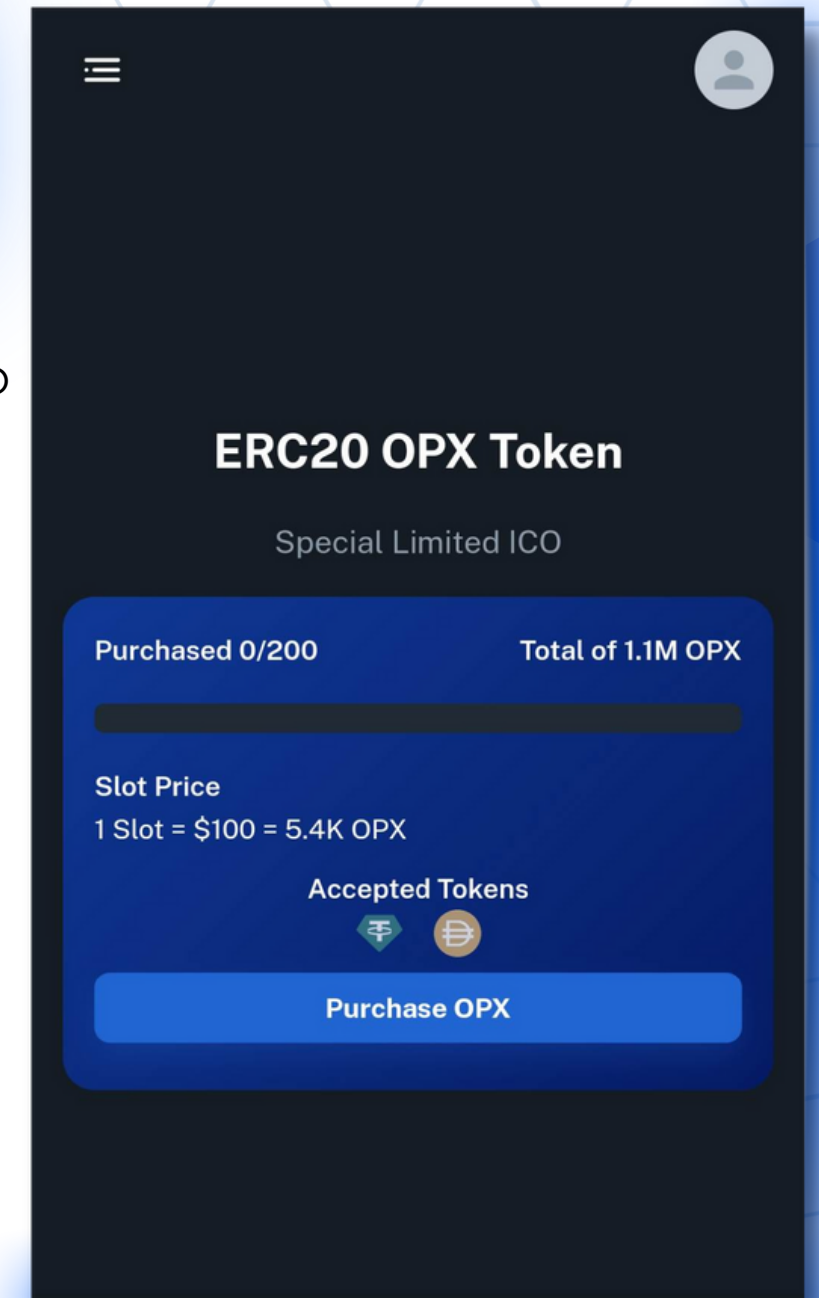 ERC20 OPX Token
Special Limited ICO
Purchased 0/200 Total of 1.1M OPX
Slot Price
1 Slot = $100 = 5.4K OPX
Accepted Tokens
Purchase OPX